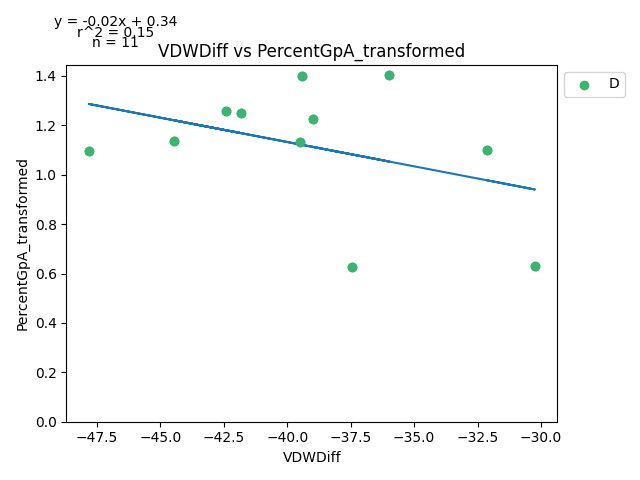 y = -0.02x + 0.34
r^2 = 0.15
n = 11
VDWDiff vs PercentGpA_transformed
D
PercentGpA_transformed
1.4
1.2
1.0
0.8
0.6
0.4
0.2
0.0
−47.5 −45.0 −42.5 −40.0 −37.5 −35.0 −32.5 −30.0
VDWDiff